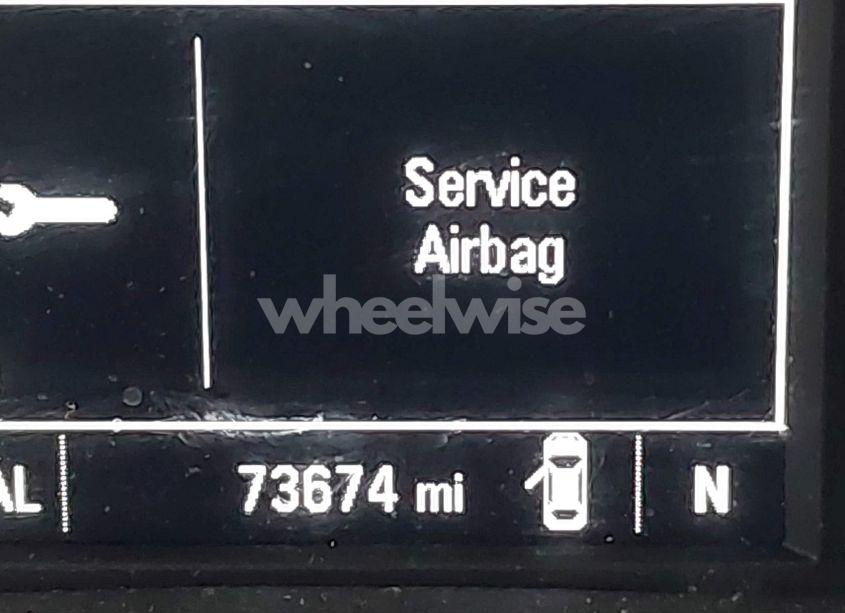 Service
Airbag
wheelwise
AL
73674 mi
N